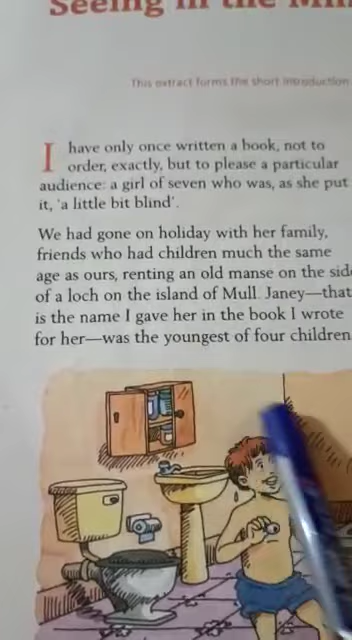 Seeing in the
This extract forms the short introduction
I have only once written a book, not to
order, exactly, but to please a particular
audience: a girl of seven who was, as she put
it, 'a little bit blind'.
We had gone on holiday with her family,
friends who had children much the same
age as ours, renting an old manse on the
of a loch on the island of Mull. Janey—that
is the name I gave her in the book I wrote
for her—was the youngest of four children